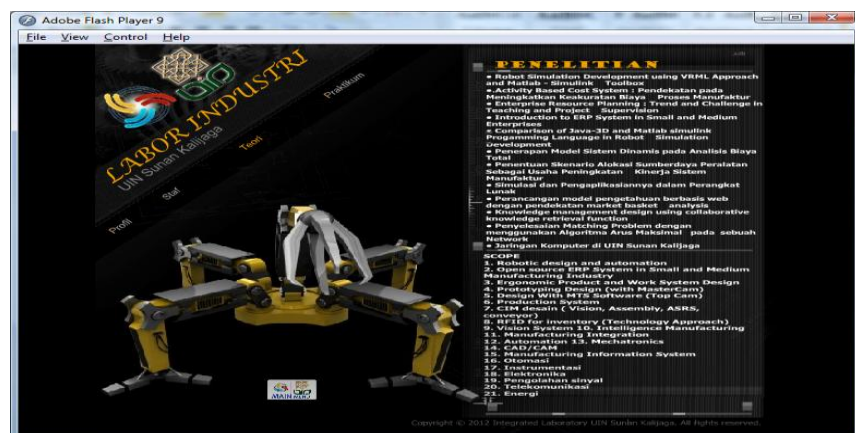 Adobe Flash Player 9
File View Control Help
LABOR INDUSTRI
UIN Sunan Kalijaga
Profil
Staf
Teori
Praktikum
PENELITIAN
• Robot Simulation Development using VRML Approach
and Matlab - Simulink Toolbox
•.Activity Based Cost System : Pendekatan pada
Meningkatkan Keakuratan Biaya Proses Manufaktur
• Enterprise Resource Planning : Trend and Challenge in
Teaching and Project Supervision
• Introduction to ERP System in Small and Medium
Enterprises
• Comparison of Java-3D and Matlab simulink
Progamming Language in Robot Simulation
Development
• Penerapan Model Sistem Dinamis pada Analisis Biaya
Total
• Penentuan Skenario Alokasi Sumberdaya Peralatan
Sebagai Usaha Peningkatan Kinerja Sistem
Manufaktur
• Simulasi dan Pengaplikasiannya dalam Perangkat
Lunak
• Perancangan model pengetahuan berbasis web
dengan pendekatan market basket analysis
• Knowledge management design using collaborative
knowledge retrieval function
• Penyelesaian Matching Problem dengan
menggunakan Algoritma Arus Maksimal pada sebuah
Network
• Jaringan Komputer di UIN Sunan Kalijaga
SCOPE
1. Robotic design and automation
2. Open source ERP System in Small and Medium
Manufacturing Industry
3. Ergonomic Product and Work System Design
4. Prototyping Design (with MasterCam)
5. Design With MTS Software (Top Cam)
6. Production System
7. CIM desain ( Vision, Assembly, ASRS,
conveyor)
8. RFID for inventory (Technology Approach)
9. Vision System 10. Intelligence Manufacturing
11. Manufacturing Integration
12. Automation 13. Mechatronics
14. CAD/CAM
15. Manufacturing Information System
16. Otomasi
17. Instrumentasi
18. Elektronika
19. Pengolahan sinyal
20. Telekomunikasi
21. Energi
MAIN MENU
Copyright © 2012 Integrated Laboratory UIN Sunan Kalijaga. All rights reserved.